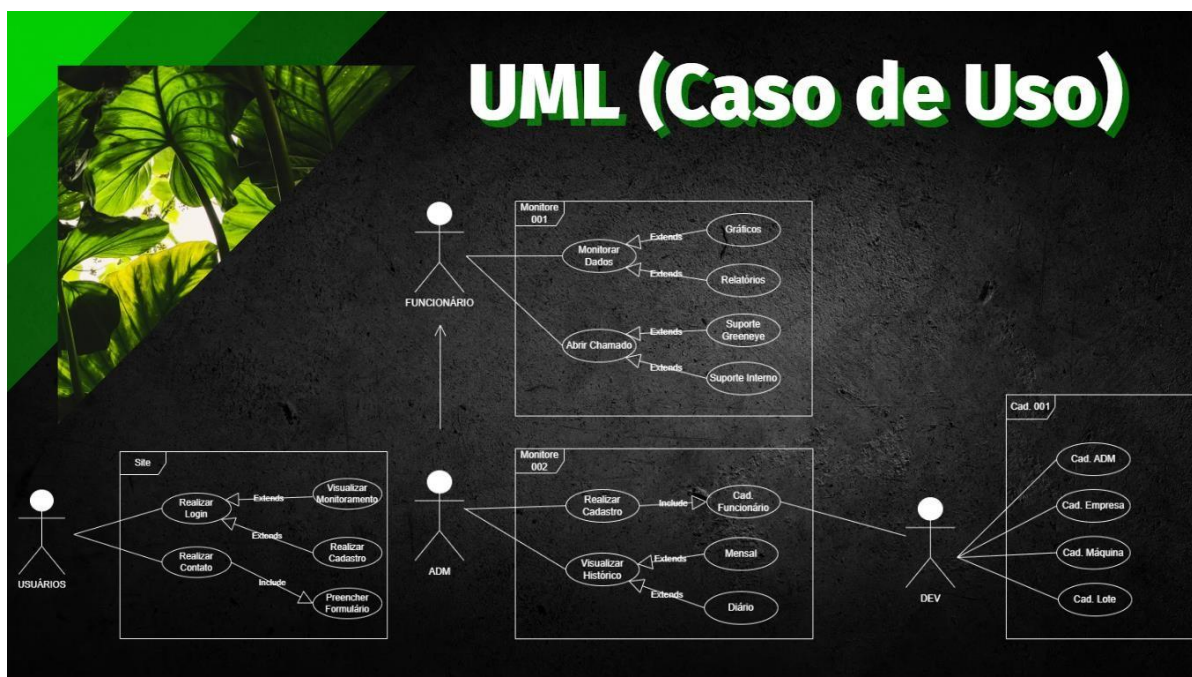 UML (Caso de Uso)
Monitore
001
Monitorar
Dados
Extends
Gráficos
Extends
Relatórios
FUNCIONÁRIO
Abrir Chamado
Extends
Suporte
Greeneye
Extends
Suporte Interno
Site
Realizar
Login
Extends
Visualizar
Monitoramento
Extends
Realizar
Cadastro
Realizar
Contato
Include
Preencher
Formulário
USUÁRIOS
Monitore
002
Realizar
Cadastro
Include
Cad.
Funcionário
Visualizar
Histórico
Extends
Mensal
Extends
Diário
ADM
DEV
Cad. 001
Cad. ADM
Cad. Empresa
Cad. Máquina
Cad. Lote